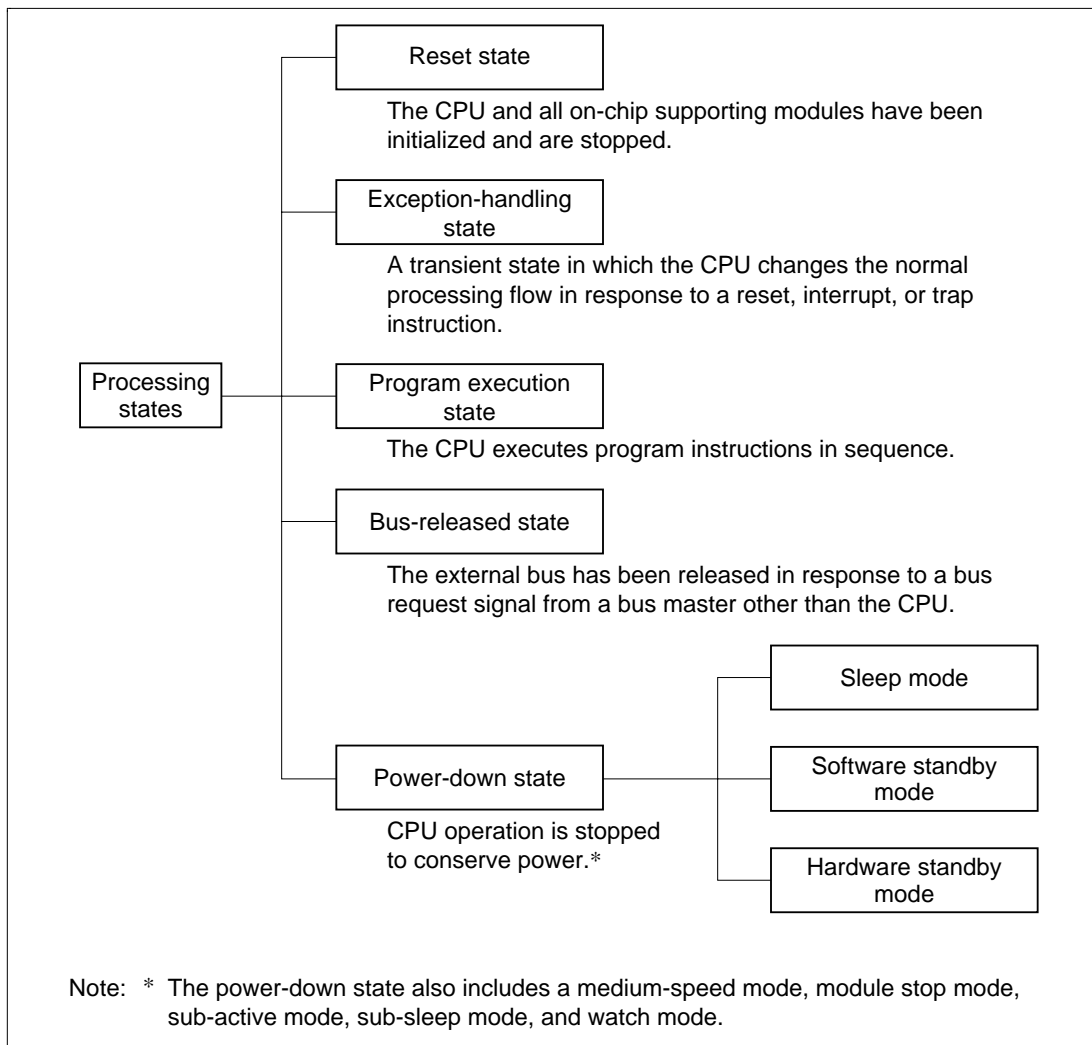 Reset state
The CPU and all on-chip supporting modules have been
initialized and are stopped.
Exception-handling
state
A transient state in which the CPU changes the normal
processing flow in response to a reset, interrupt, or trap
instruction.
Processing
states
Program execution
state
The CPU executes program instructions in sequence.
Bus-released state
The external bus has been released in response to a bus
request signal from a bus master other than the CPU.
Sleep mode
Power-down state
CPU operation is stopped
to conserve power.*
Software standby
mode
Hardware standby
mode
Note: * The power-down state also includes a medium-speed mode, module stop mode,
sub-active mode, sub-sleep mode, and watch mode.